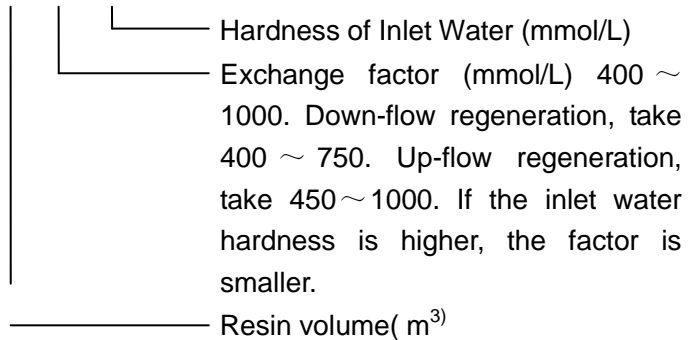 Hardness of Inlet Water (mmol/L)
Exchange factor (mmol/L) 400 ～
1000. Down-flow regeneration, take
400 ～ 750. Up-flow regeneration,
take 450～1000. If the inlet water
hardness is higher, the factor is
smaller.
Resin volume( m³⁾